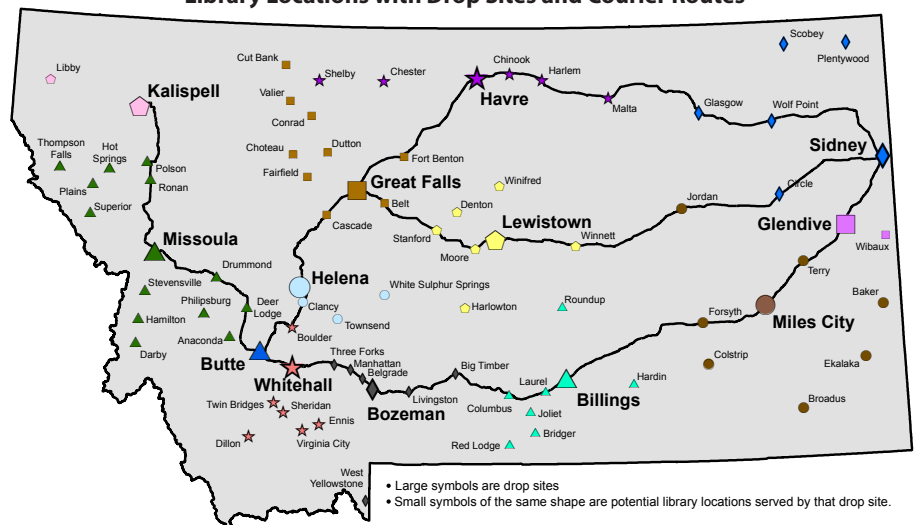 Library Locations with Drop Sites and Courier Routes
Scobey
Plentywood
Cut Bank
Libby
Shelby
Chester
Chinook
Harlem
Kalispell
Valier
Havre
Malta
Glasgow
Wolf Point
Conrad
Thompson
Falls
Hot
Springs
Choteau
Dutton
Fort Benton
Sidney
Polson
Fairfield
Ronan
Great Falls
Winifred
Plains
Circle
Jordan
Belt
Denton
Superior
Cascade
Lewistown
Glendive
Stanford
Winnett
Missoula
Moore
Wibaux
Drummond
Terry
Helena
Stevensville
White Sulphur Springs
Baker
Philipsburg
Deer
Lodge
Clancy
Harlowton
Roundup
Forsyth
Hamilton
Townsend
Miles City
Anaconda
Boulder
Darby
Three Forks
Butte
Manhattan
Colstrip
Ekalaka
Belgrade
Big Timber
Whitehall
Laurel
Hardin
Livingston
Billings
Twin Bridges
Sheridan
Bozeman
Columbus
Joliet
Broadus
Ennis
Dillon
Virginia City
Bridger
Red Lodge
West
Yellowstone
• Large symbols are drop sites
• Small symbols of the same shape are potential library locations served by that drop site.